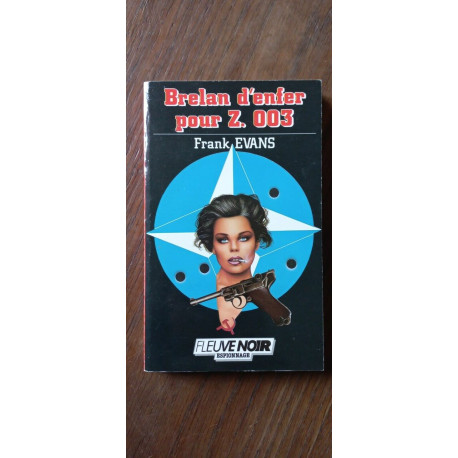 Brelan d'enfer
pour Z. 003
Frank EVANS
FLEUVE NOIR
ESPIONNAGE